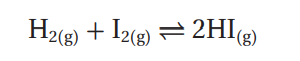 H₂(g) + I₂(g) ⇌ 2HI(g)